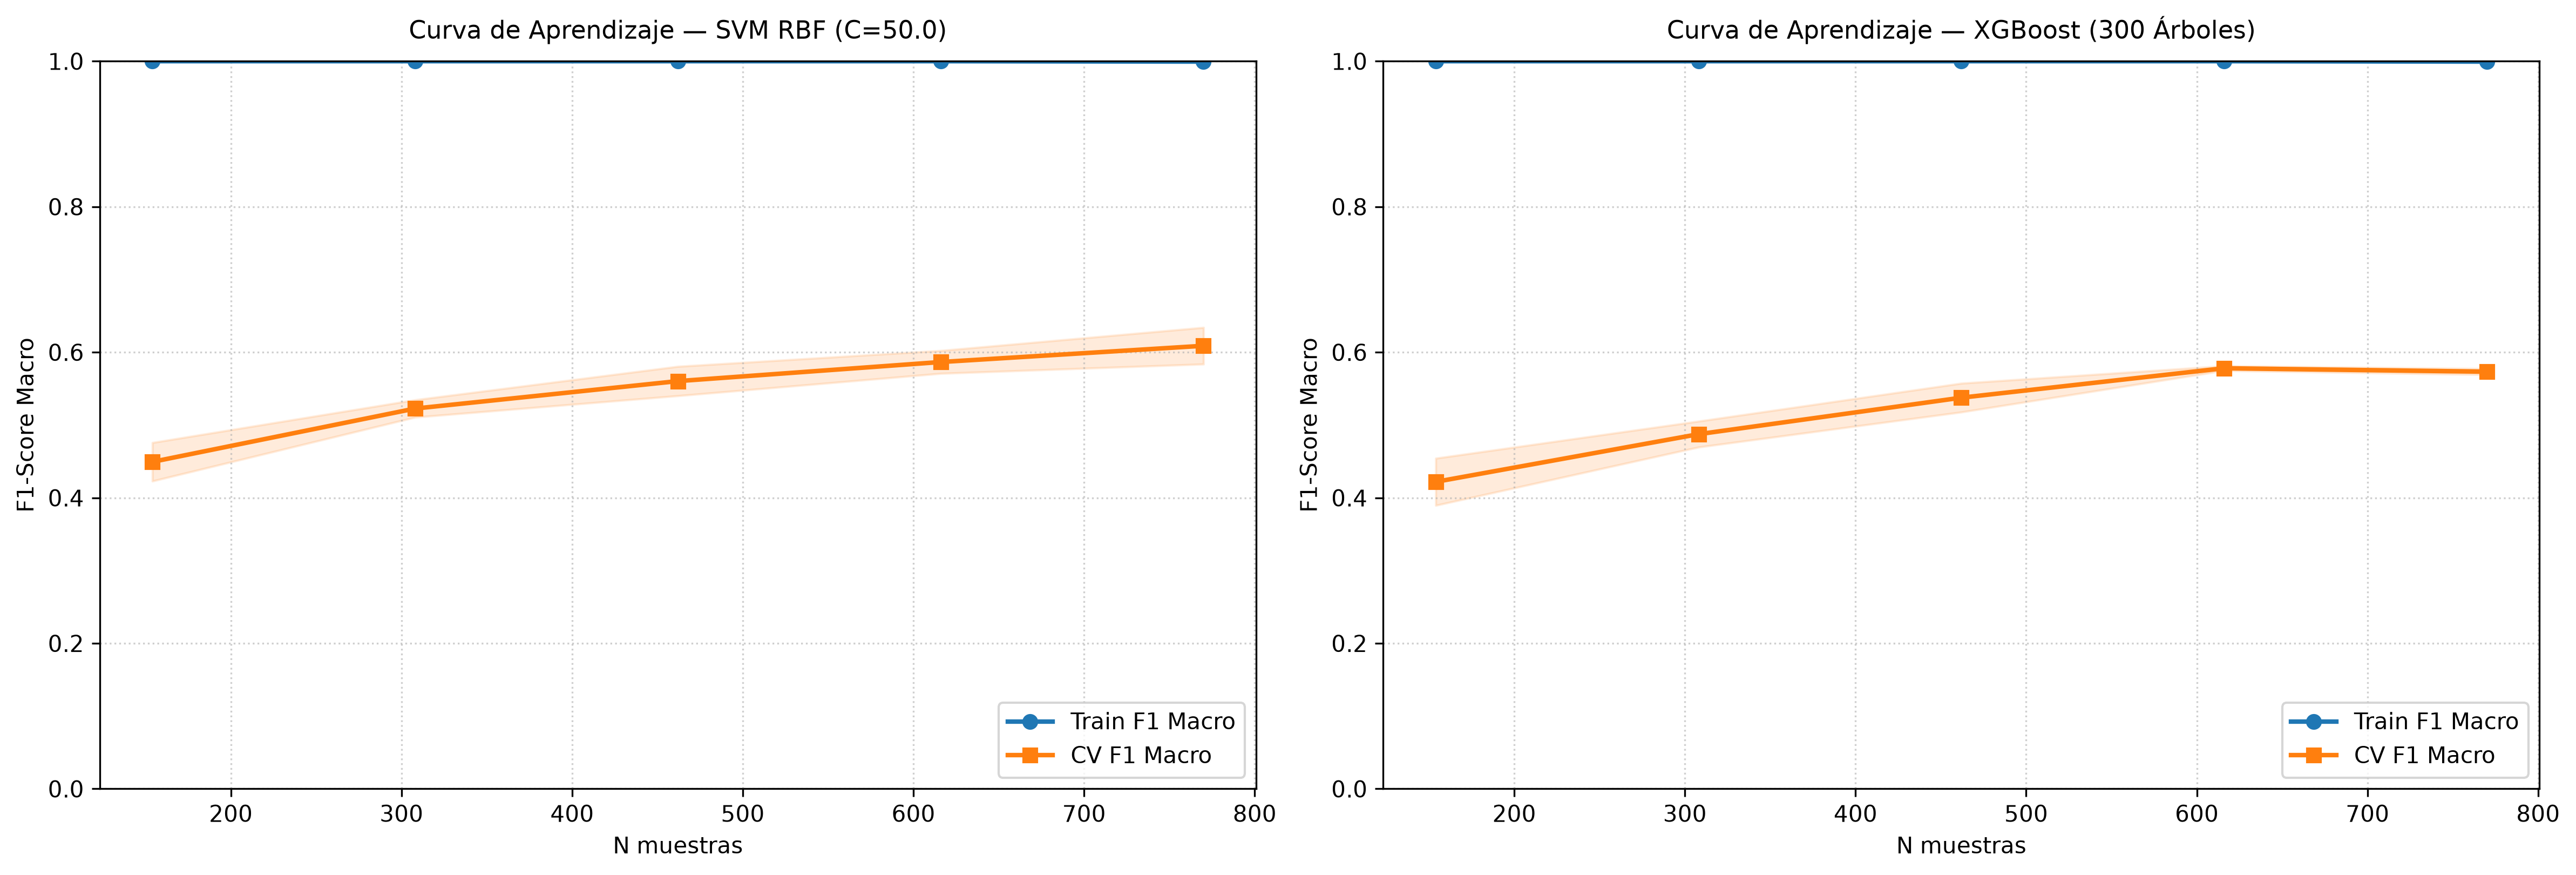 Curva de Aprendizaje — SVM RBF (C=50.0)
1.0
0.8
0.6
0.4
0.2
0.0
F1-Score Macro
200
300
400
500
600
700
800
N muestras
Train F1 Macro
CV F1 Macro
Curva de Aprendizaje — XGBoost (300 Árboles)
1.0
0.8
0.6
0.4
0.2
0.0
F1-Score Macro
200
300
400
500
600
700
800
N muestras
Train F1 Macro
CV F1 Macro